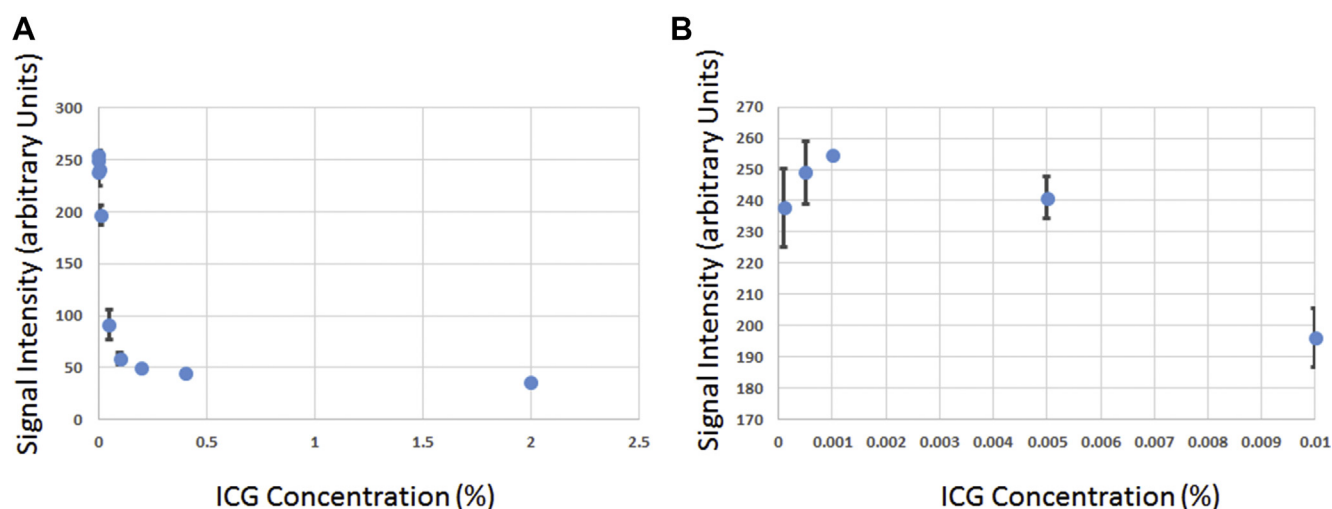 A
Signal Intensity (arbitrary Units)
300
250
200
150
100
50
0
0 0.5 1 1.5 2 2.5
ICG Concentration (%)
B
Signal Intensity (arbitrary Units)
270
260
250
240
230
220
210
200
190
180
170
0 0.001 0.002 0.003 0.004 0.005 0.006 0.007 0.008 0.009 0.01
ICG Concentration (%)